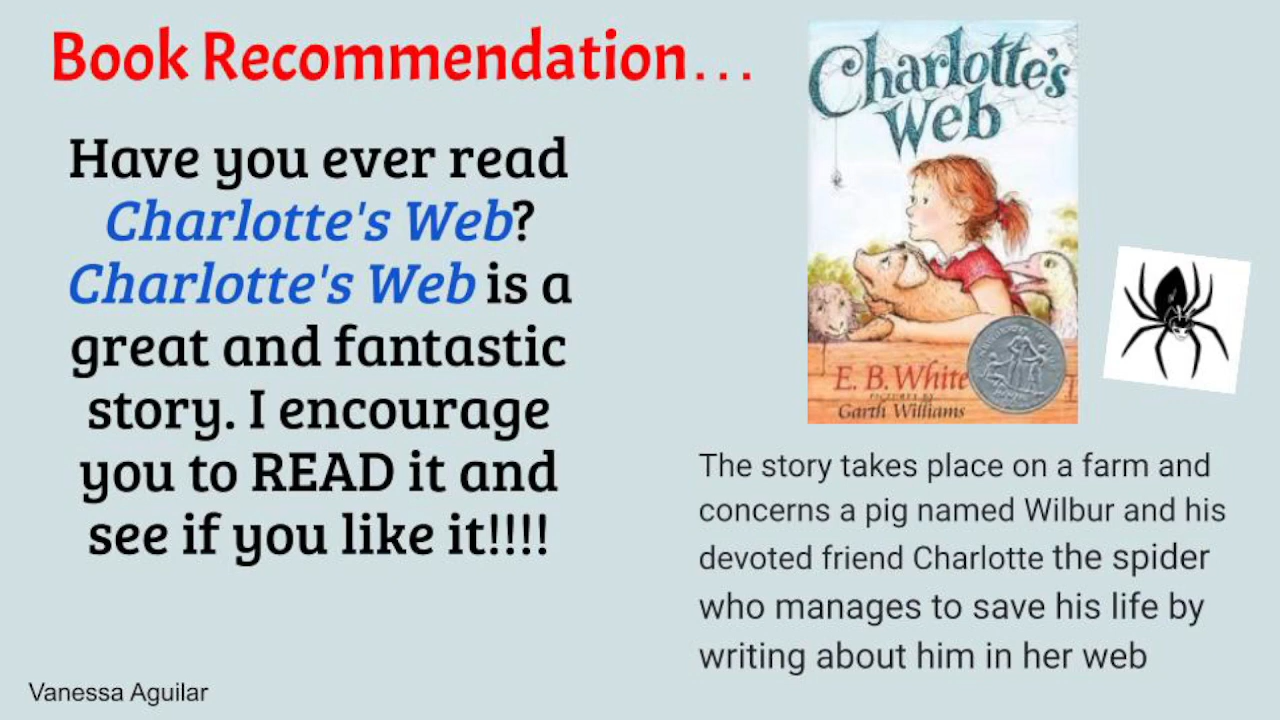 Book Recommendation...
Have you ever read
Charlotte's Web?
Charlotte's Web is a
great and fantastic
story. I encourage
you to READ it and
see if you like it!!!!
Charlotte's
Web
E. B. White
PICTURES BY
Garth Williams
The story takes place on a farm and
concerns a pig named Wilbur and his
devoted friend Charlotte the spider
who manages to save his life by
writing about him in her web
Vanessa Aguilar